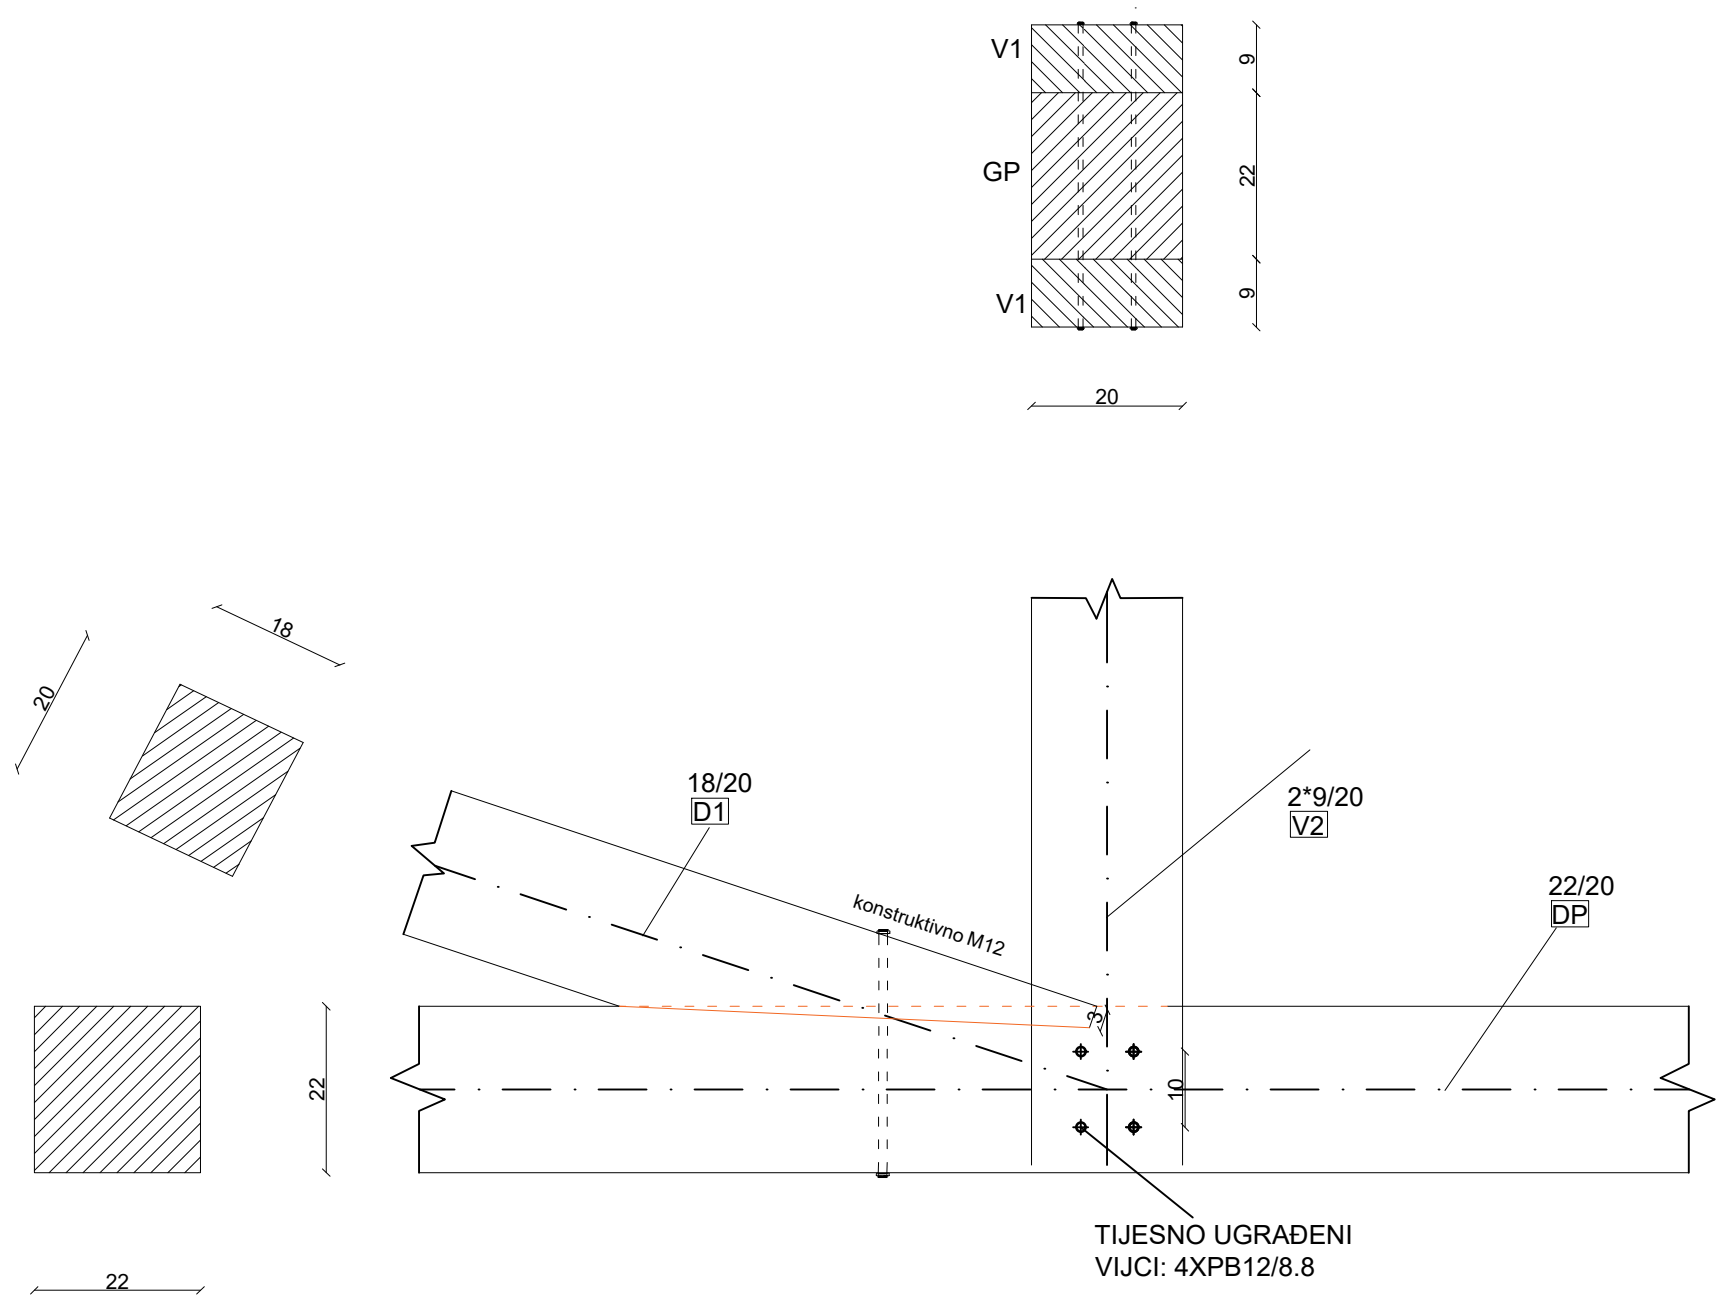 V1
9
GP
22
V1
9
20
18
20
18/20
D1
2*9/20
V2
konstruktivno M12
22/20
DP
3
22
10
TIJESNO UGRAĐENI
VIJCI: 4XPB12/8.8
22